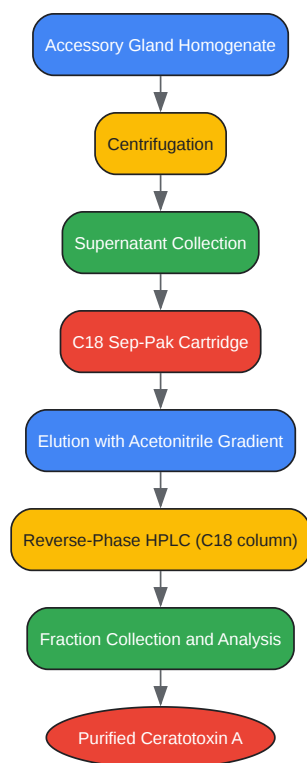 Accessory Gland Homogenate
Centrifugation
Supernatant Collection
C18 Sep-Pak Cartridge
Elution with Acetonitrile Gradient
Reverse-Phase HPLC (C18 column)
Fraction Collection and Analysis
Purified Ceratotoxin A